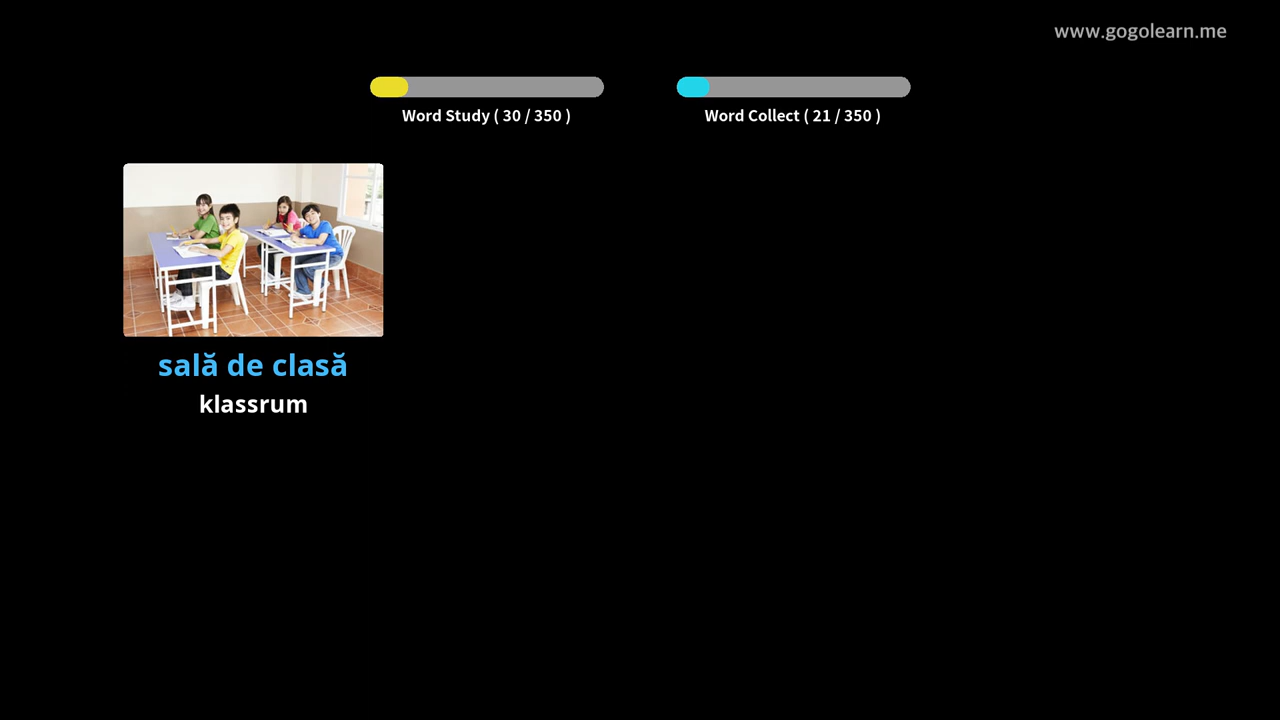 www.gogolearn.me
Word Study ( 30 / 350 )
Word Collect ( 21 / 350 )
sală de clasă
klassrum